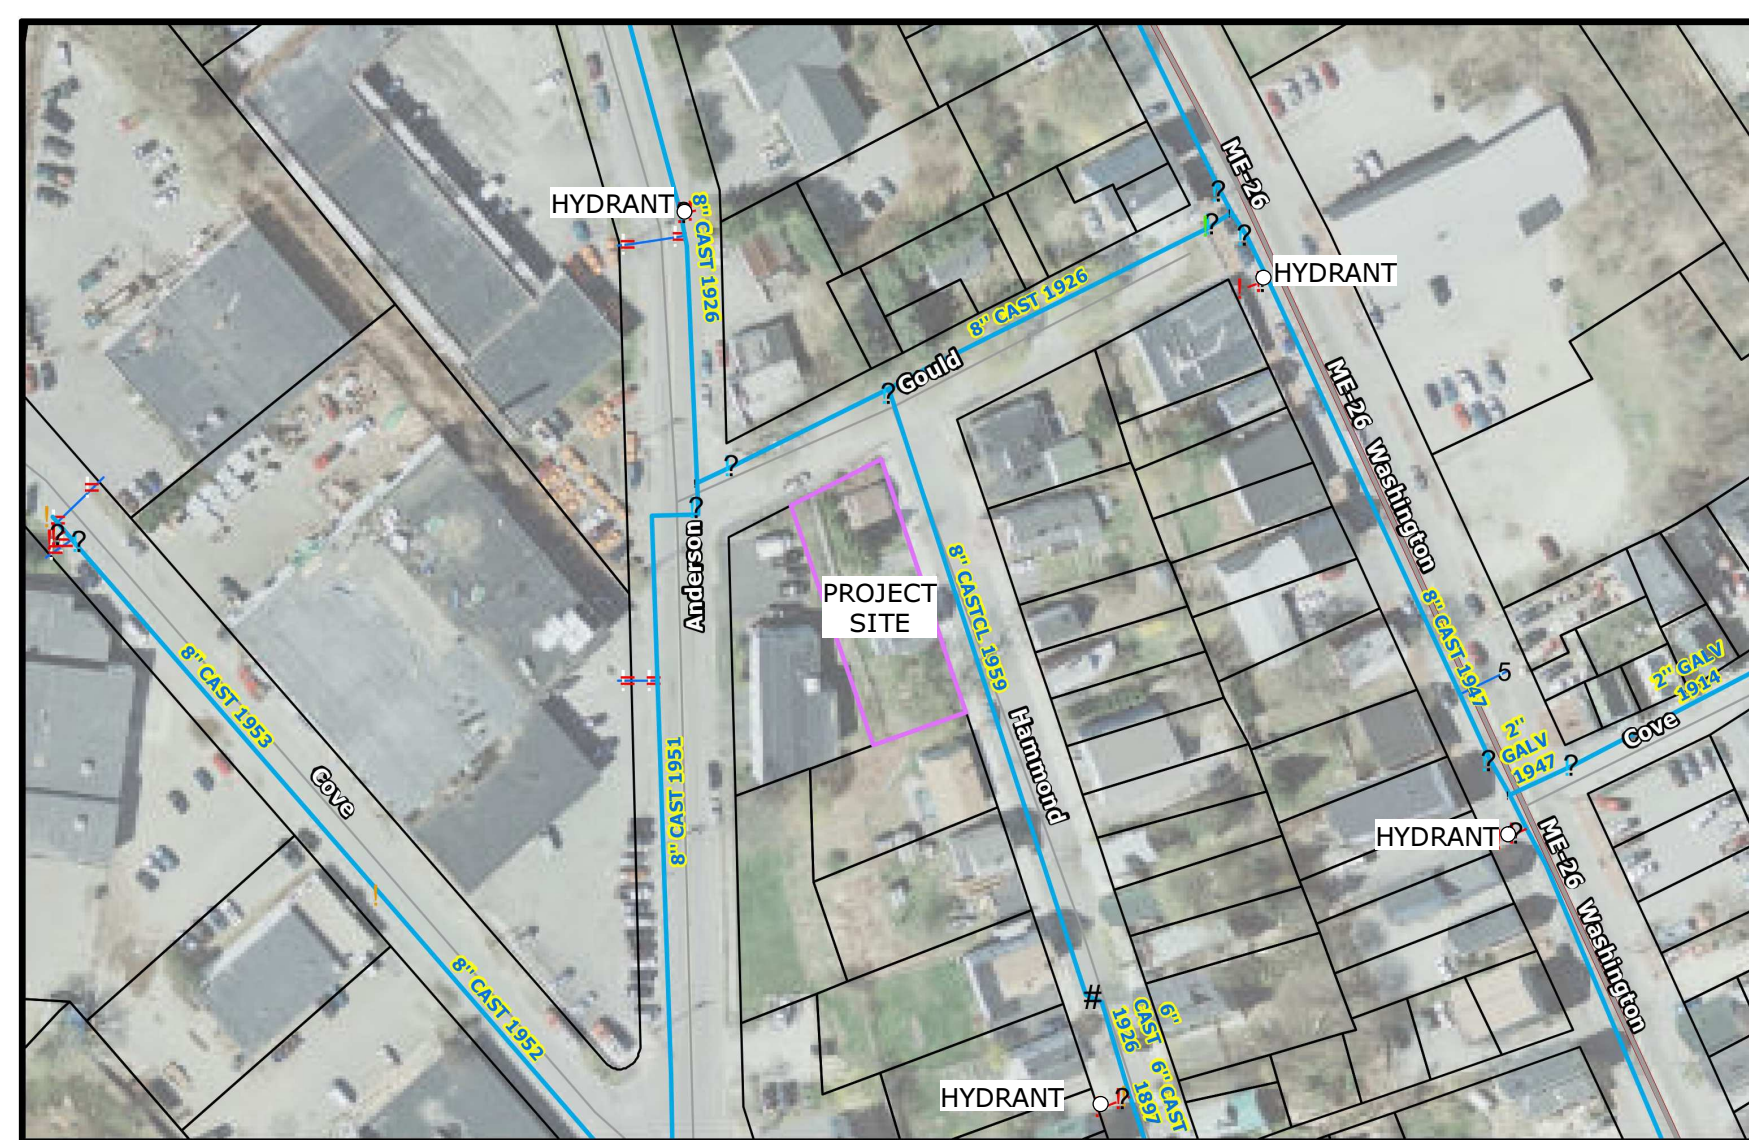 ME-26
HYDRANT
8" CAST 1926
HYDRANT
8" CAST 1926
Gould
ME-26 Washington
Anderson
8" CASTCL 1959
PROJECT
SITE
8" CAST 1947
5
2" GALV
1914
8" CAST 1953
Cove
2"
GALV
1947
Hammond
8" CAST 1951
Cove
HYDRANT
ME-26 Washington
8" CAST 1952
#
6"
CAST
1926
HYDRANT
6" CAST
1897